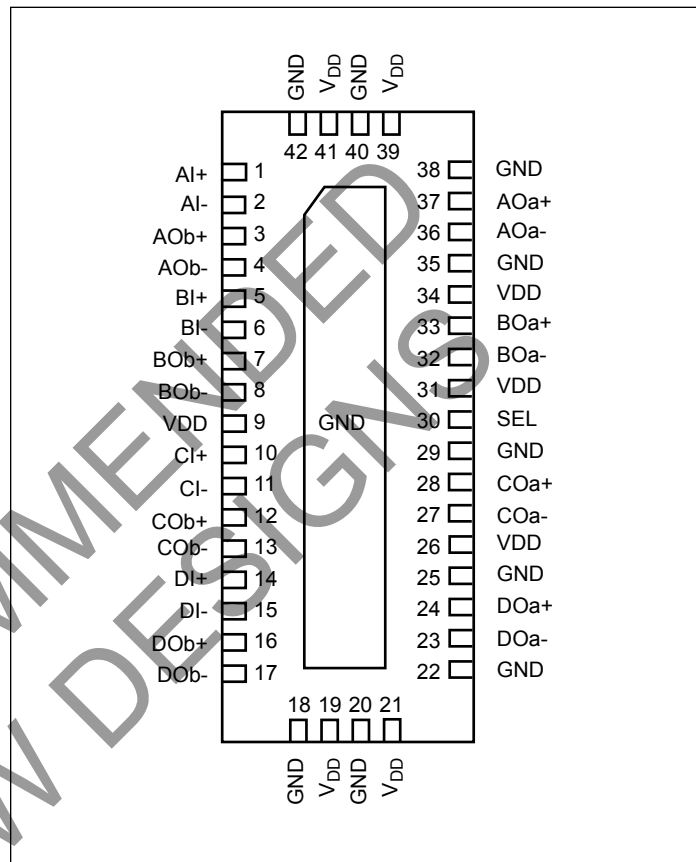 GND VDD GND VDD
42 41 40 39
AI+ 1 38 GND
AI- 2 37 AOa+
AOb+ 3 36 AOa-
AOb- 4 35 GND
BI+ 5 34 VDD
BI- 6 33 BOa+
BOb+ 7 32 BOa-
BOb- 8 31 VDD
VDD 9 GND 30 SEL
CI+ 10 29 GND
CI- 11 28 COa+
COb+ 12 27 COa-
COb- 13 26 VDD
DI+ 14 25 GND
DI- 15 24 DOa+
DOb+ 16 23 DOa-
DOb- 17 22 GND
18 19 20 21
GND VDD GND VDD
MMENDED
W DESIGNS